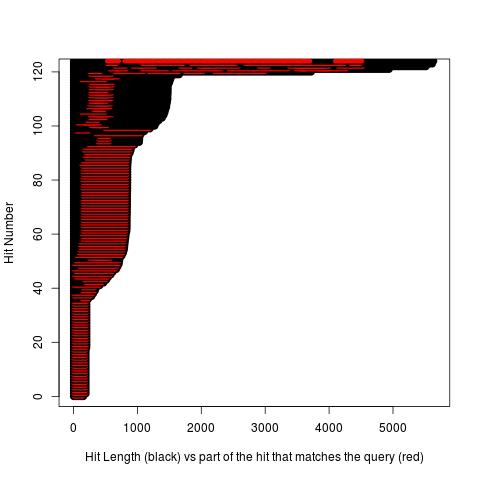 Hit Number
120
100
80
60
40
20
0
0 1000 2000 3000 4000 5000
Hit Length (black) vs part of the hit that matches the query (red)